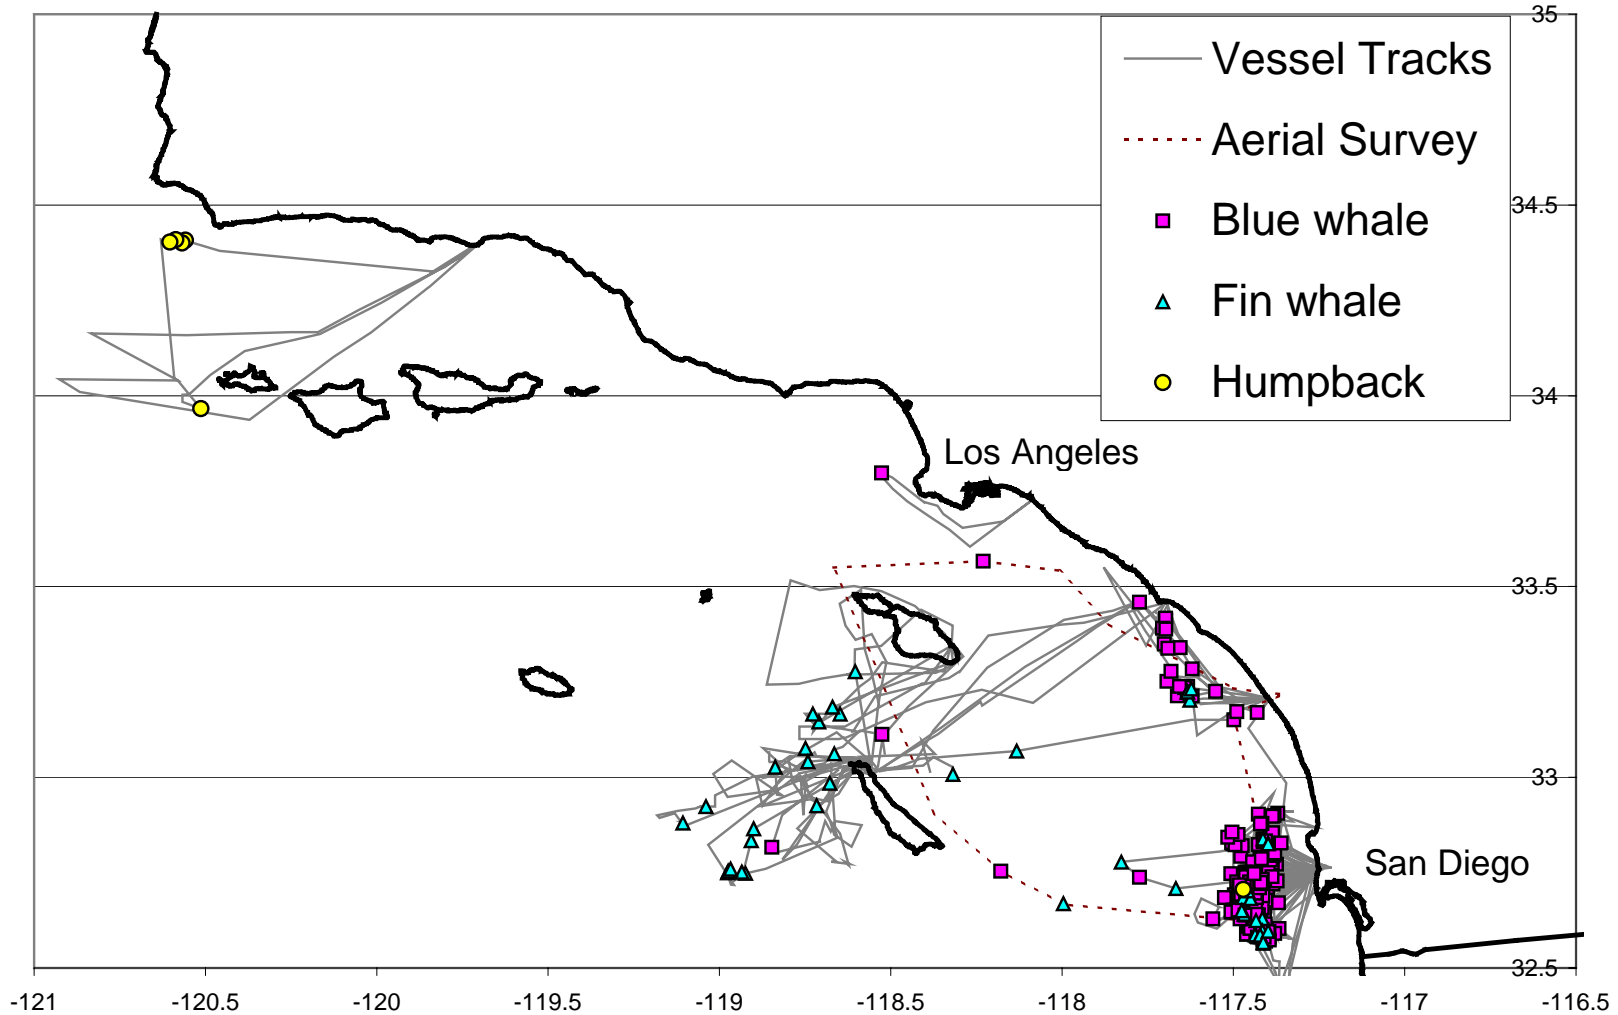 35
Vessel Tracks
Aerial Survey
34.5
Blue whale
Fin whale
Humpback
34
Los Angeles
33.5
33
San Diego
32.5
-121 -120.5 -120 -119.5 -119 -118.5 -118 -117.5 -117 -116.5